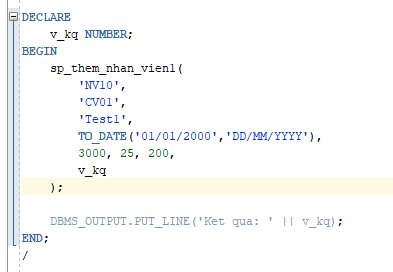 DECLARE
v_kq NUMBER;
BEGIN
sp_them_nhan_vien1(
'NV10',
'CV01',
'Test1',
TO_DATE('01/01/2000','DD/MM/YYYY'),
3000, 25, 200,
v_kq
);
DBMS_OUTPUT.PUT_LINE('Ket qua: ' || v_kq);
END;
/